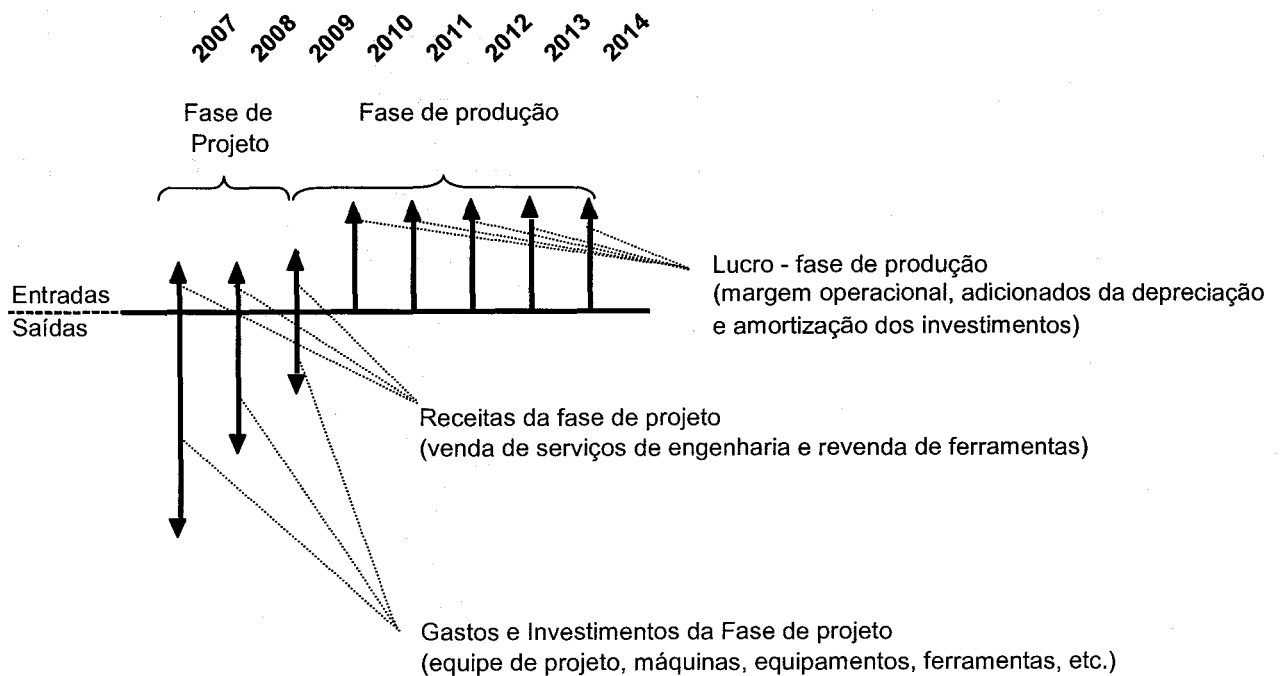 2007 2008 2009 2010 2011 2012 2013 2014
Fase de
Projeto
Fase de produção
Lucro - fase de produção
(margem operacional, adicionados da depreciação
e amortização dos investimentos)
Entradas
Saídas
Receitas da fase de projeto
(venda de serviços de engenharia e revenda de ferramentas)
Gastos e Investimentos da Fase de projeto
(equipe de projeto, máquinas, equipamentos, ferramentas, etc.)